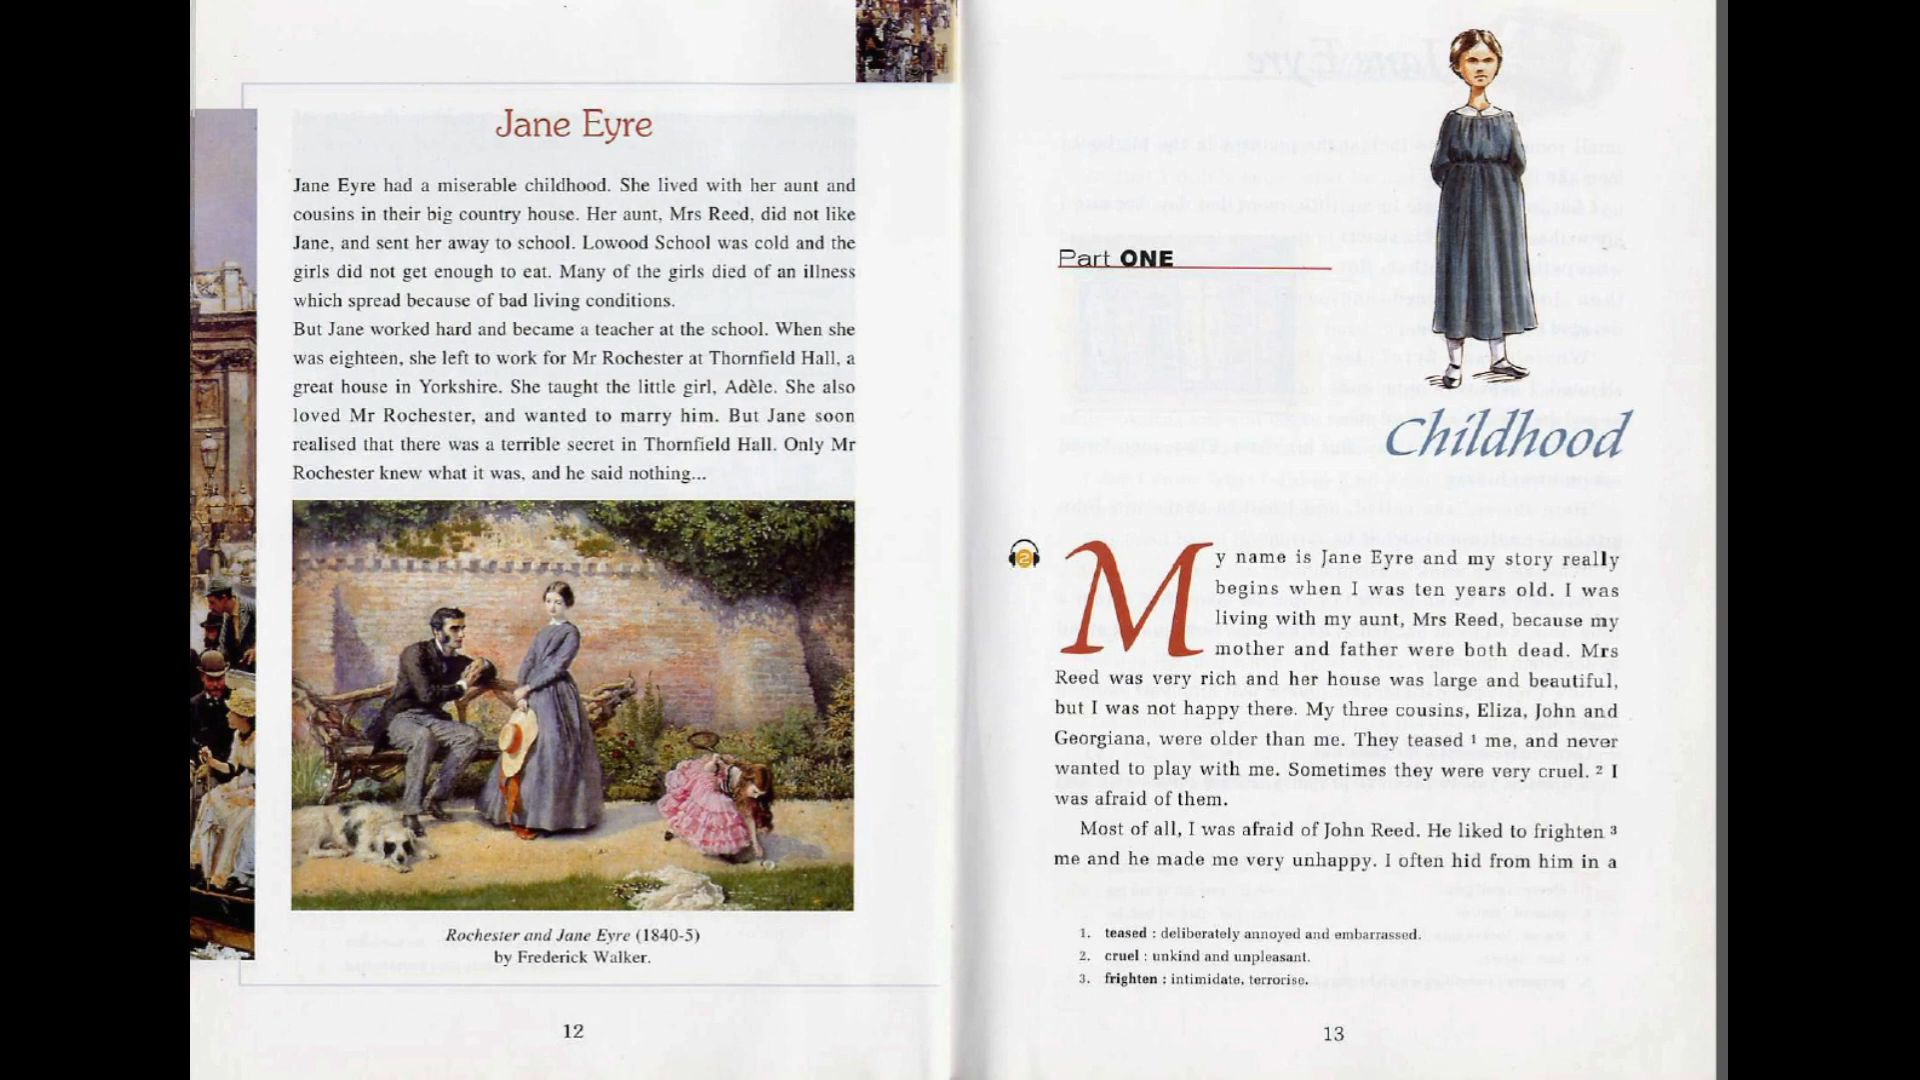 Jane Eyre
Jane Eyre had a miserable childhood. She lived with her aunt and
cousins in their big country house. Her aunt, Mrs Reed, did not like
Jane, and sent her away to school. Lowood School was cold and the
girls did not get enough to eat. Many of the girls died of an illness
which spread because of bad living conditions.
But Jane worked hard and became a teacher at the school. When she
was eighteen, she left to work for Mr Rochester at Thornfield Hall, a
great house in Yorkshire. She taught the little girl, Adèle. She also
loved Mr Rochester, and wanted to marry him. But Jane soon
realised that there was a terrible secret in Thornfield Hall. Only Mr
Rochester knew what it was, and he said nothing...
Rochester and Jane Eyre (1840-5)
by Frederick Walker.
12
Part ONE
Childhood
2
My name is Jane Eyre and my story really
begins when I was ten years old. I was
living with my aunt, Mrs Reed, because my
mother and father were both dead. Mrs
Reed was very rich and her house was large and beautiful,
but I was not happy there. My three cousins, Eliza, John and
Georgiana, were older than me. They teased 1 me, and never
wanted to play with me. Sometimes they were very cruel. 2 I
was afraid of them.
Most of all, I was afraid of John Reed. He liked to frighten 3
me and he made me very unhappy. I often hid from him in a
1. teased : deliberately annoyed and embarrassed.
2. cruel : unkind and unpleasant.
3. frighten : intimidate, terrorise.
13